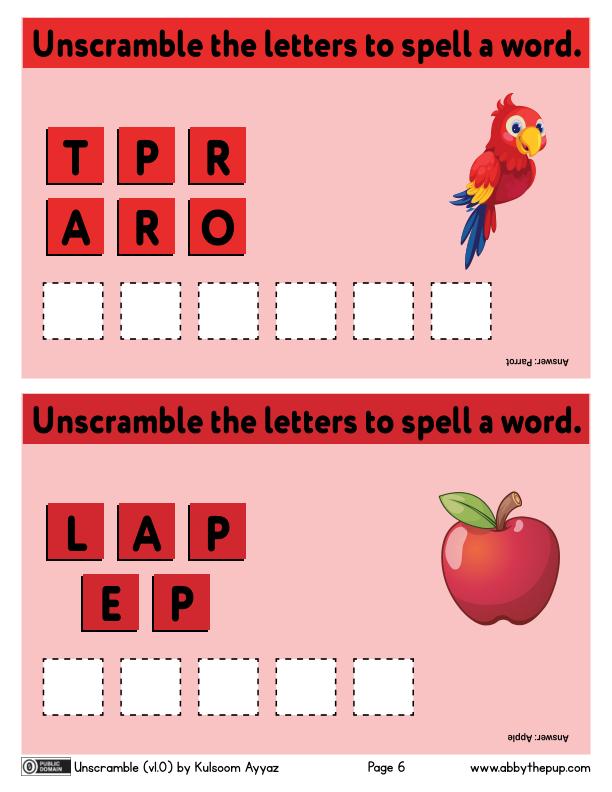 Unscramble the letters to spell a word.
T P R
A R O
Answer: Parrot
Unscramble the letters to spell a word.
L A P
E P
Answer: Apple
0 PUBLIC DOMAIN Unscramble (v1.0) by Kulsoom Ayyaz Page 6 www.abbythepup.com